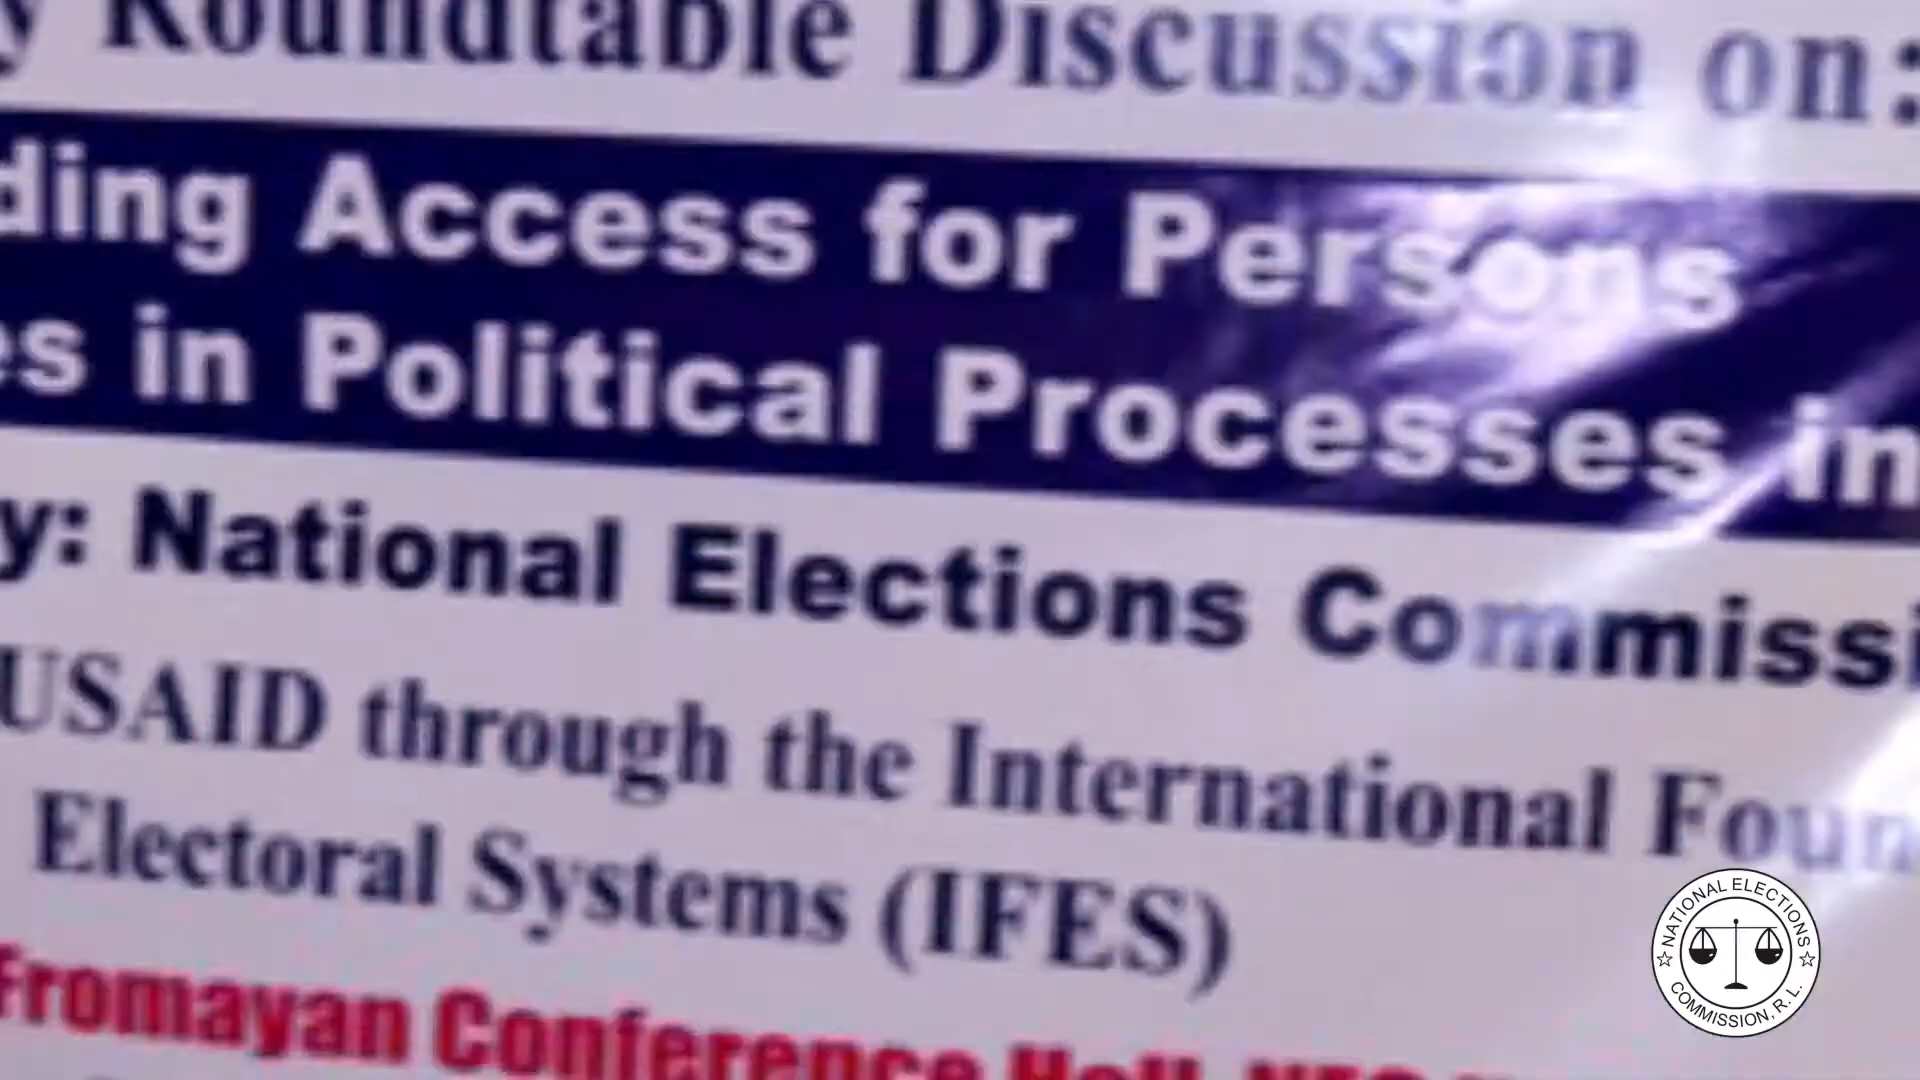 y Roundtable Discussion on:
ding Access for Persons
es in Political Processes in
y: National Elections Commissi
USAID through the International Foun
Electoral Systems (IFES)
Fromayan Conference Hall, NEC
NATIONAL ELECTIONS
COMMISSION, R.L.